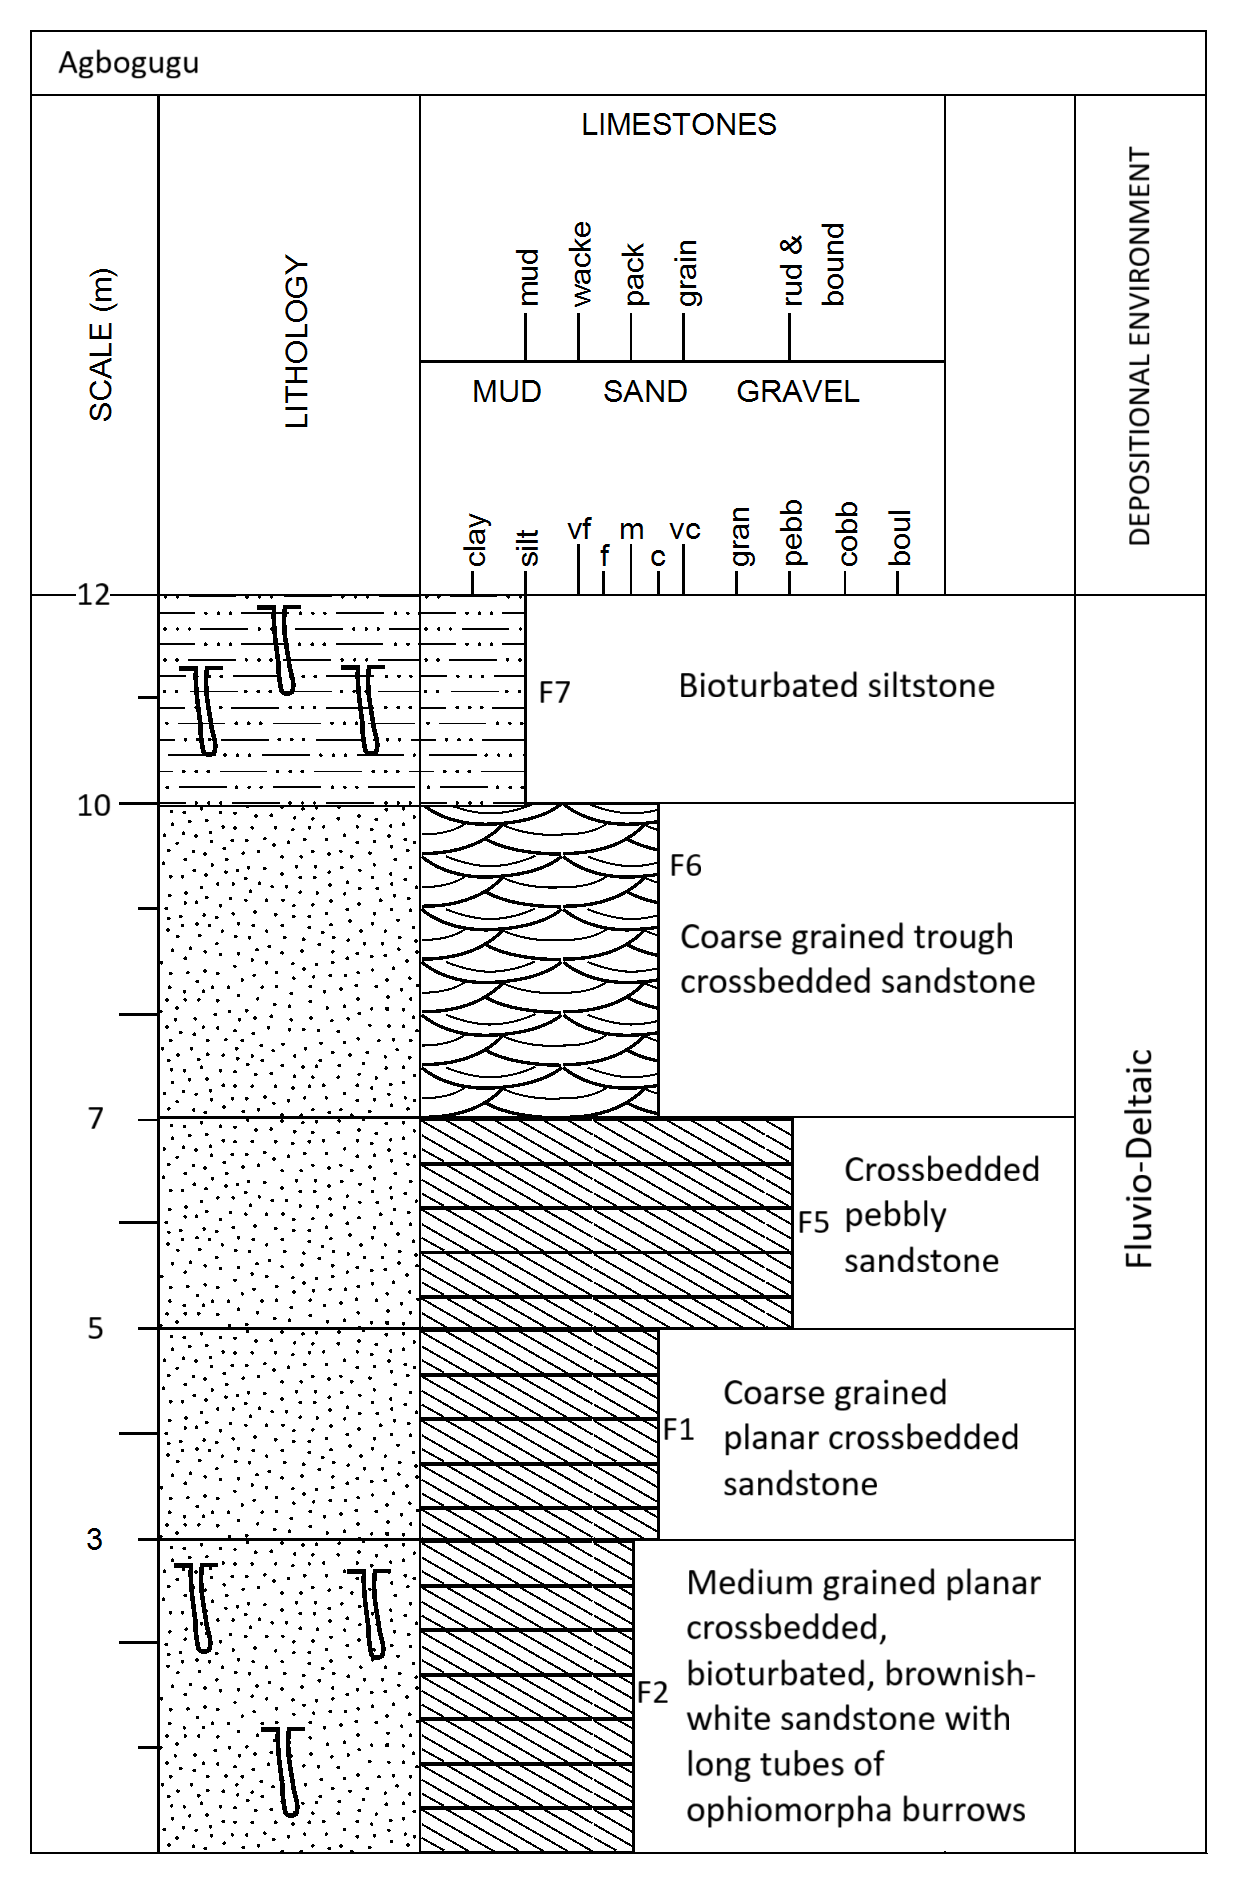 Agbogugu
SCALE (m)
LITHOLOGY
LIMESTONES
mud
wacke
pack
grain
rud &
bound
MUD
SAND
GRAVEL
clay
silt
vf
f
m
c
vc
gran
pebb
cobb
boul
DEPOSITIONAL ENVIRONMENT
12
F7
Bioturbated siltstone
10
F6
Coarse grained trough
crossbedded sandstone
7
F5
Crossbedded
pebbly
sandstone
Fluvio-Deltaic
5
F1
Coarse grained
planar crossbedded
sandstone
3
F2
Medium grained planar
crossbedded,
bioturbated, brownish-
white sandstone with
long tubes of
ophiomorpha burrows